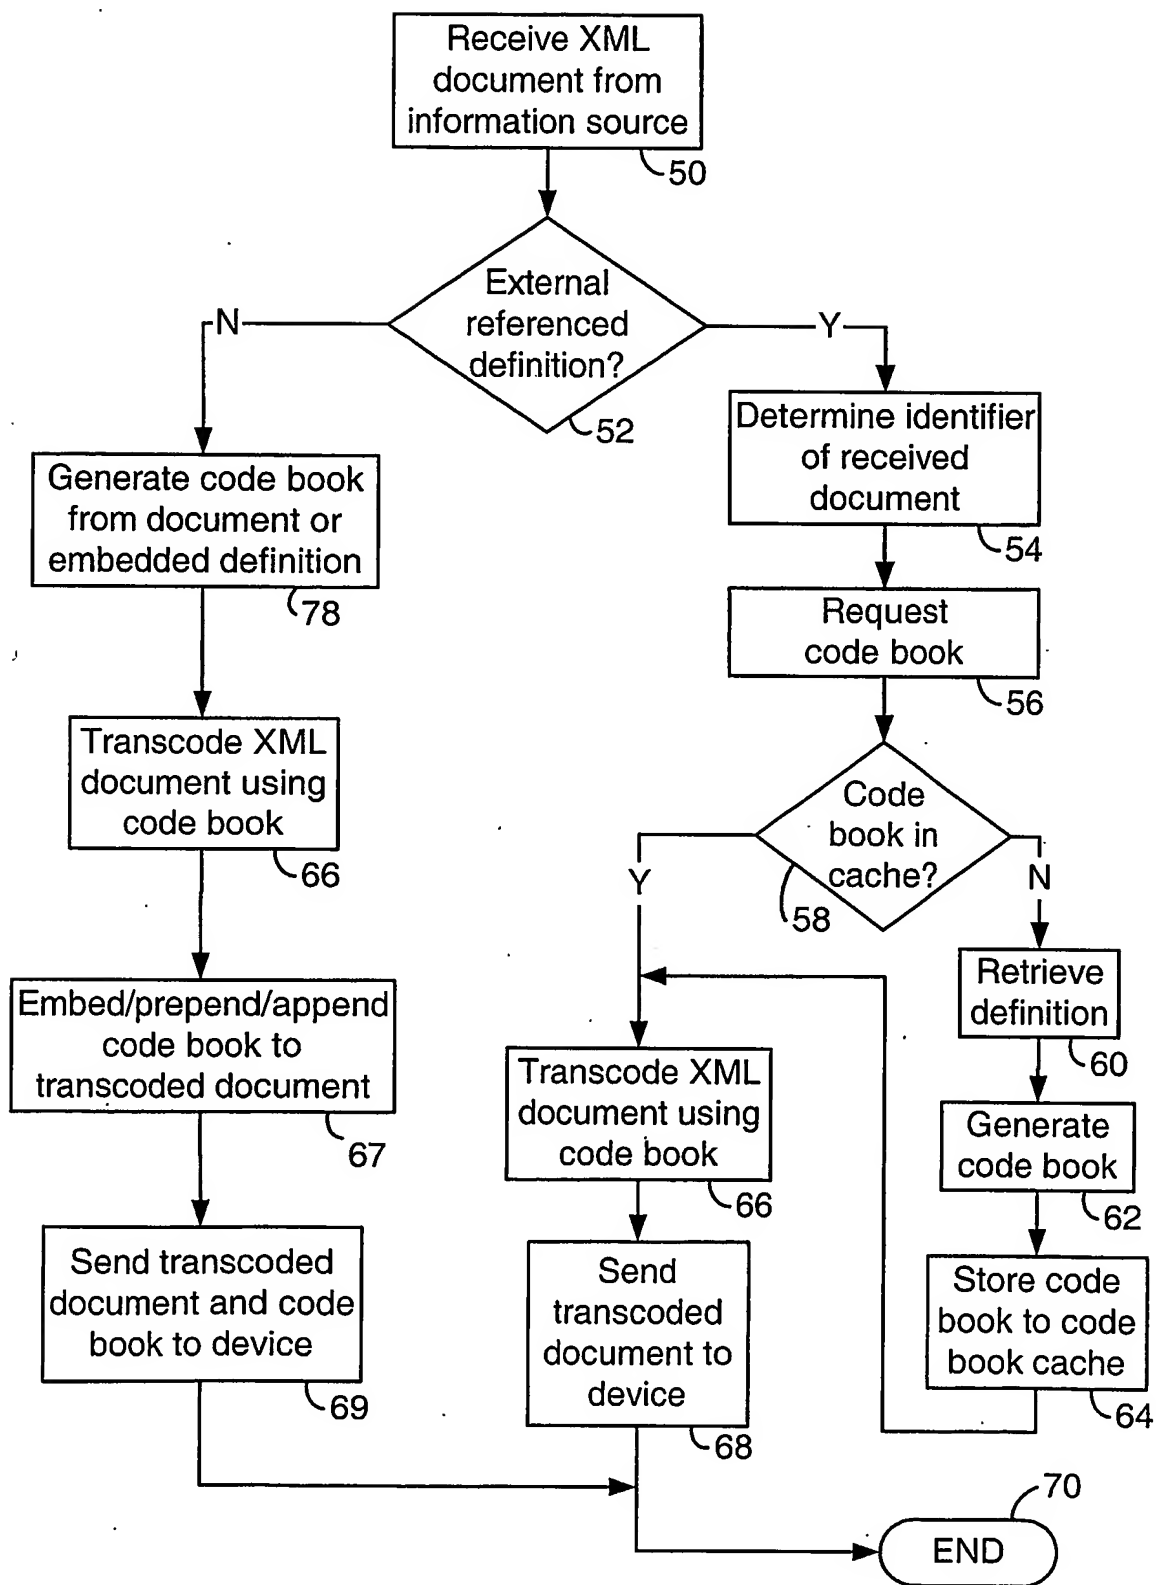 Receive XML
document from
information source
50
External
referenced
definition?
52
N
Y
Determine identifier
of received
document
54
Generate code book
from document or
embedded definition
78
Request
code book
56
Transcode XML
document using
code book
66
Code
book in
cache?
58
Y
N
Retrieve
definition
60
Embed/prepend/append
code book to
transcoded document
67
Transcode XML
document using
code book
66
Generate
code book
62
Send transcoded
document and code
book to device
69
Send
transcoded
document to
device
68
Store code
book to code
book cache
64
70
END